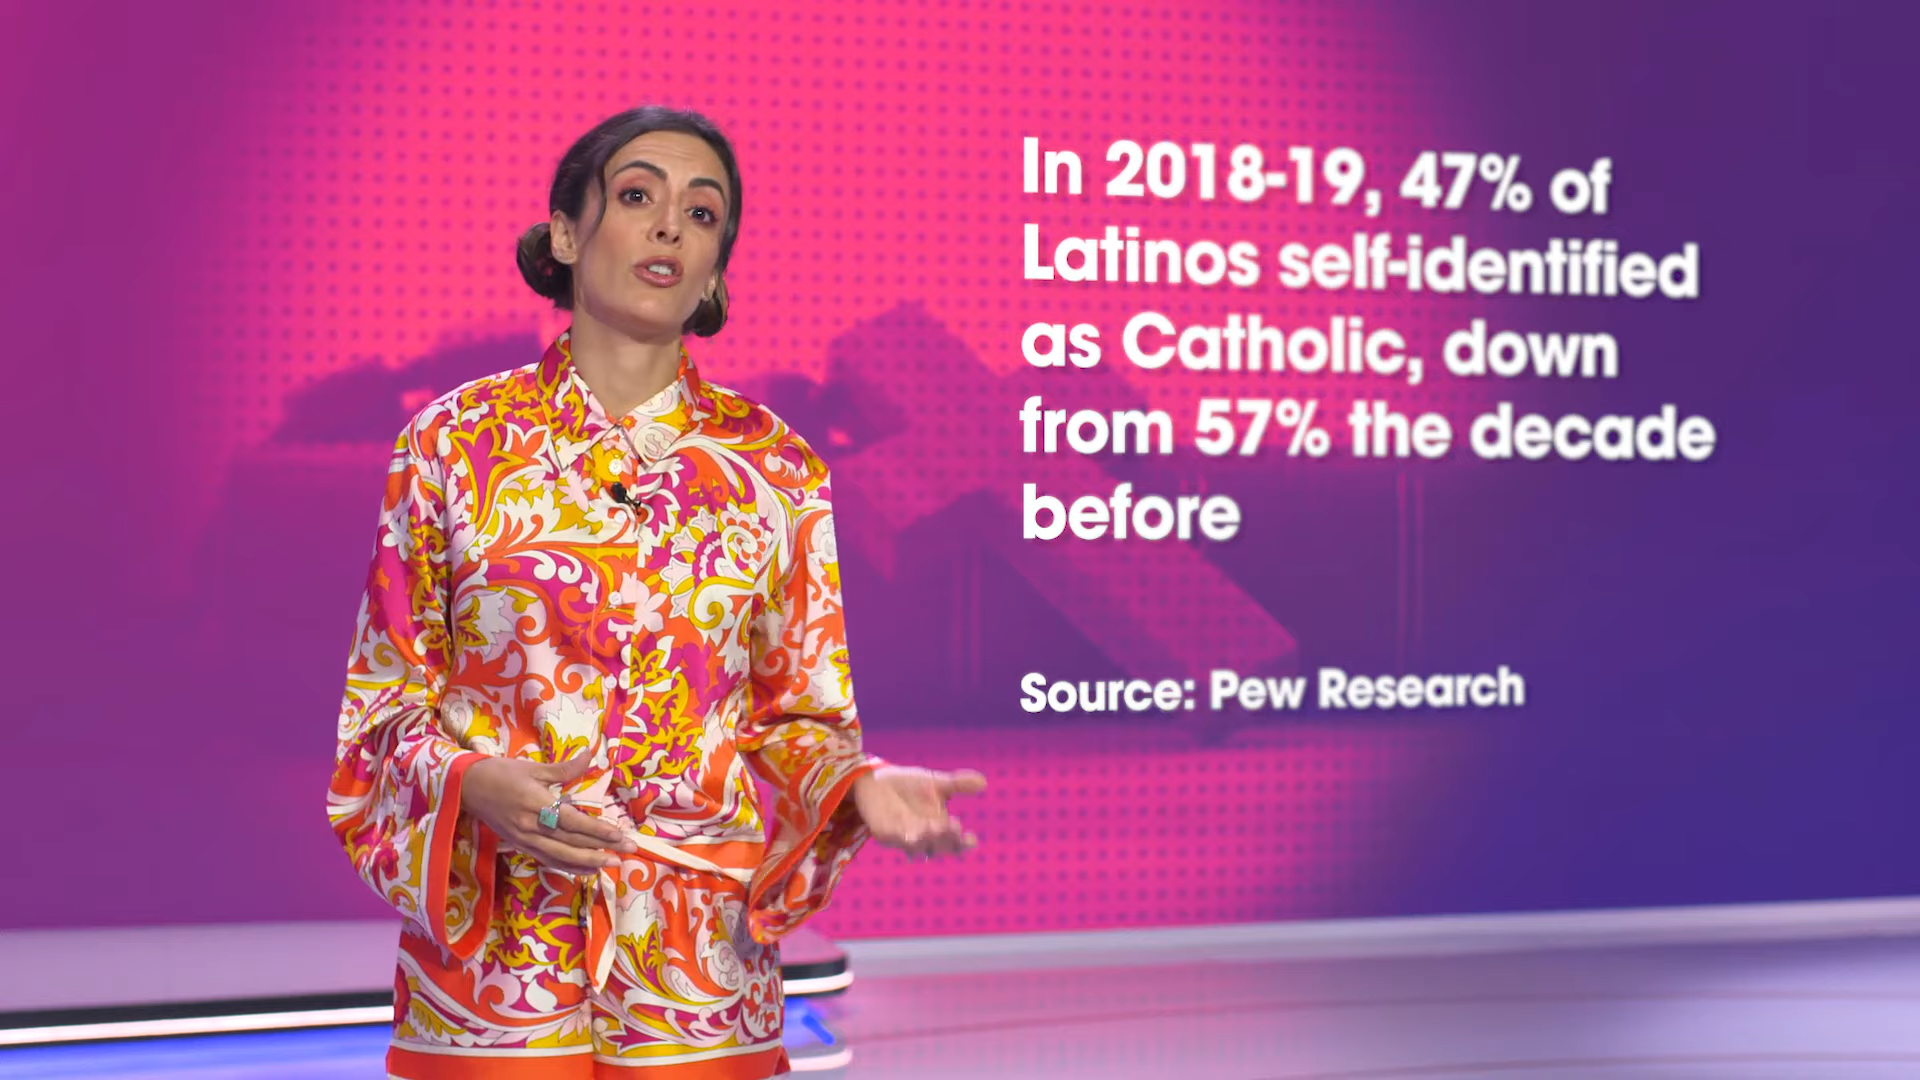 In 2018-19, 47% of
Latinos self-identified
as Catholic, down
from 57% the decade
before
Source: Pew Research